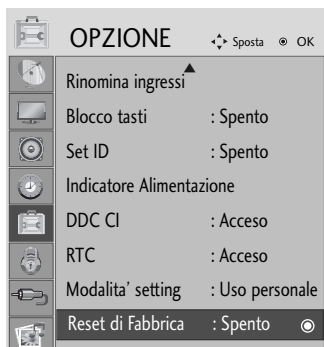 OPZIONE Sposta OK
Rinomina ingressi
Blocco tasti : Spento
Set ID : Spento
Indicatore Alimentazione
DDC CI : Acceso
RTC : Acceso
Modalita' setting : Uso personale
Reset di Fabbrica : Spento